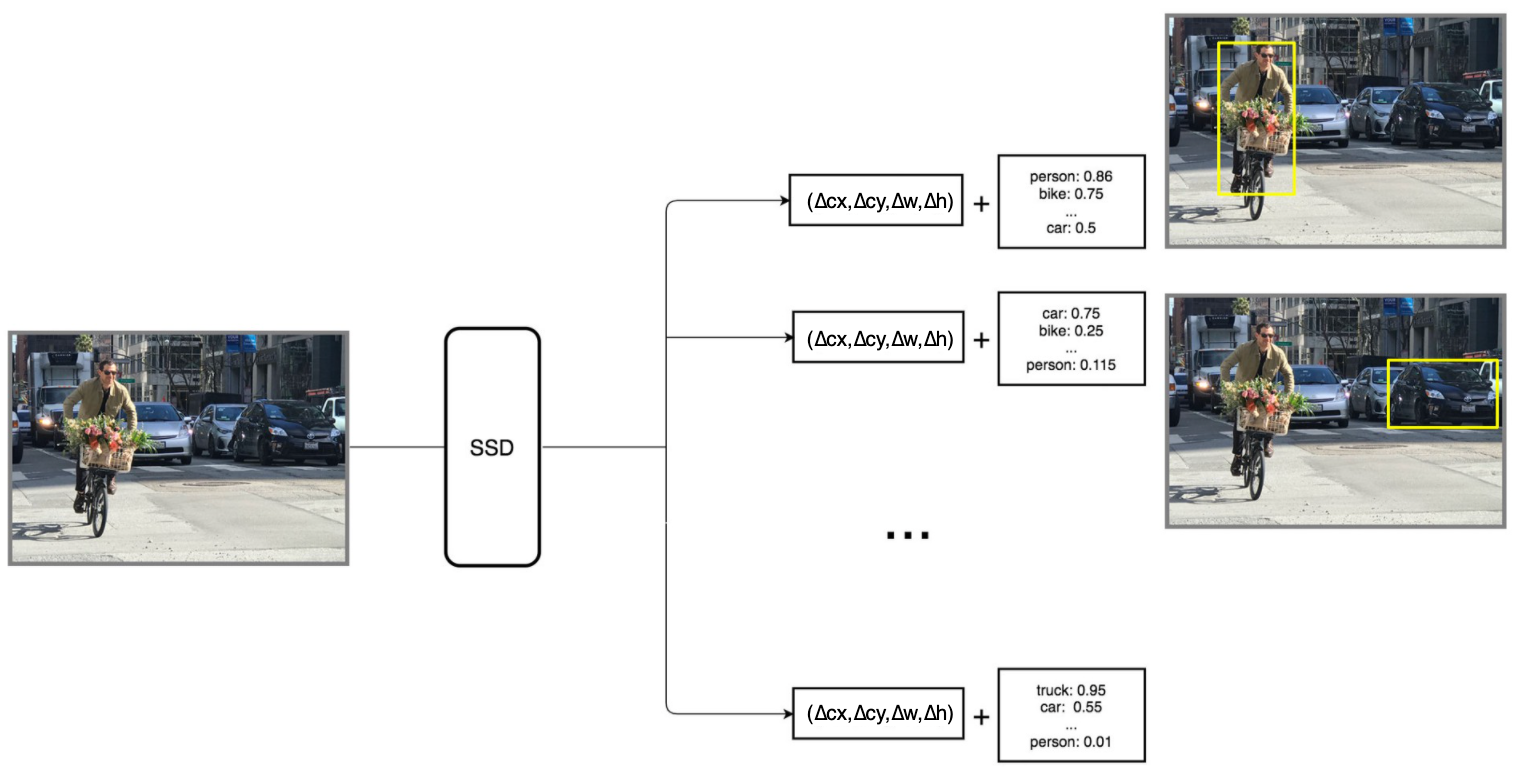 person: 0.86
bike: 0.75
...
car: 0.5
(Δcx,Δcy,Δw,Δh)
+
car: 0.75
bike: 0.25
...
person: 0.115
(Δcx,Δcy,Δw,Δh)
+
SSD
...
truck: 0.95
car: 0.55
...
person: 0.01
(Δcx,Δcy,Δw,Δh)
+